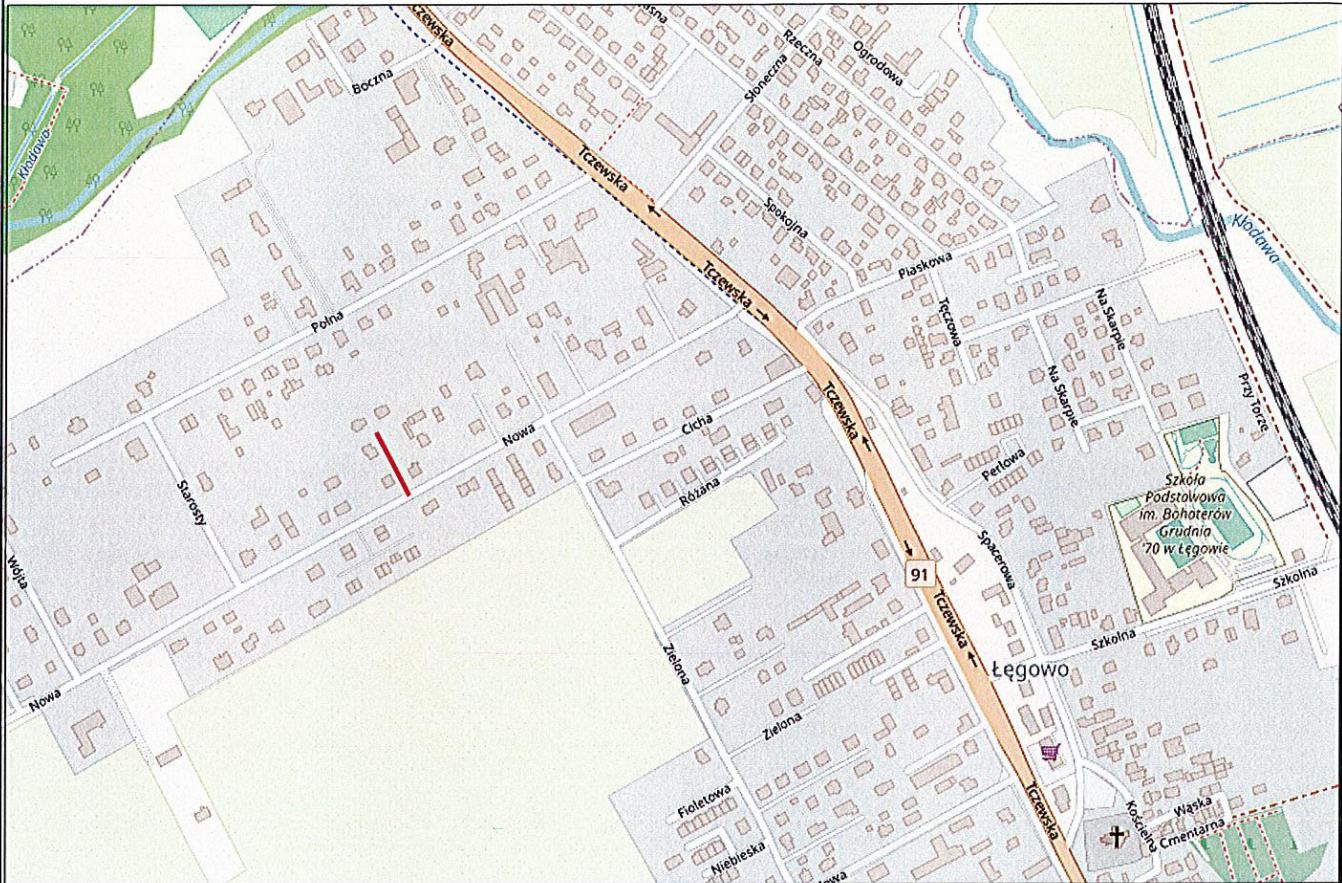 Tczewska
Rzeczna
Ogrodowa
Słoneczna
Boczna
Kłodawa
Tczewska
Spokojna
Kłodawa
Piaskowa
Tczewska
Tęczowa
Na Skarpie
Polna
Na Skarpie
Przy Torze
Tczewska
Cicha
Nowa
Perłowa
Różana
Starosty
Szkoła
Podstawowa
im. Bohaterów
Grudnia
'70 w Łęgowie
Spacerowa
Wójta
91
Szkolna
Tczewska
Szkolna
Łęgowo
Zielona
Nowa
Zielona
Fioletowa
Tczewska
Wąska
Kościelna
Cmentarna
Niebieska